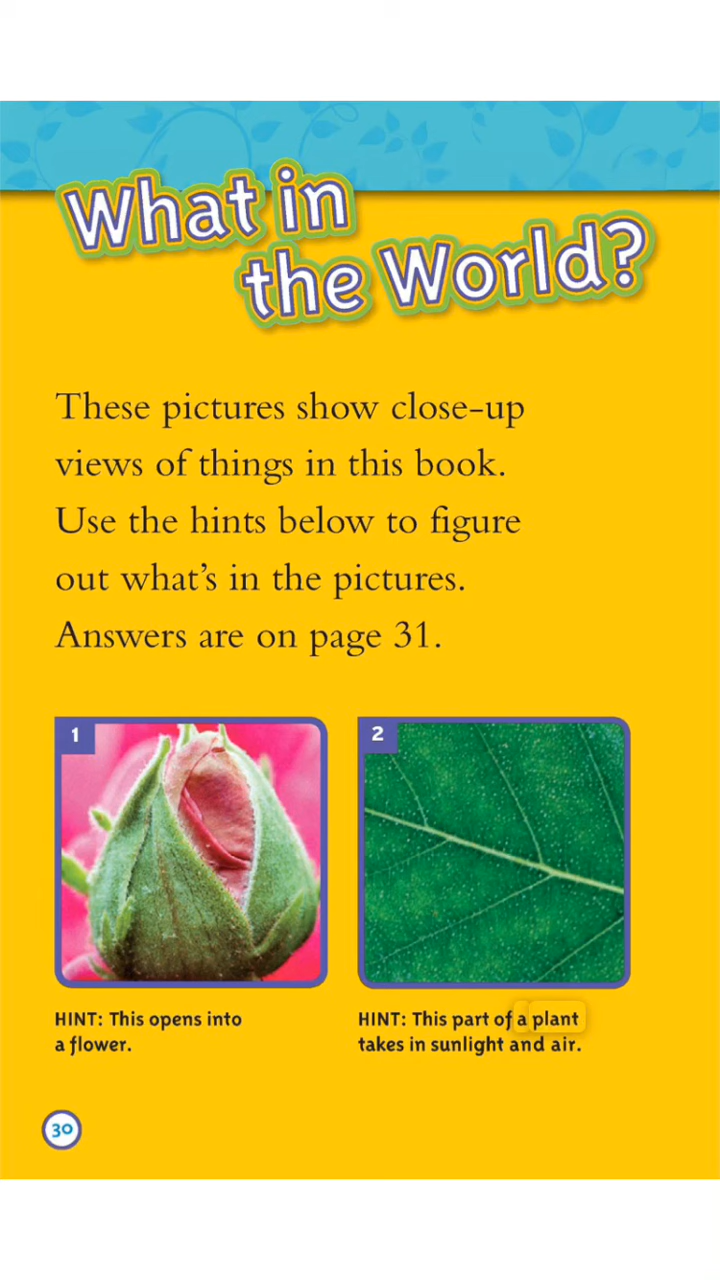 What in
the World?
These pictures show close-up
views of things in this book.
Use the hints below to figure
out what's in the pictures.
Answers are on page 31.
1
2
HINT: This opens into
a flower.
HINT: This part of a plant
takes in sunlight and air.
30